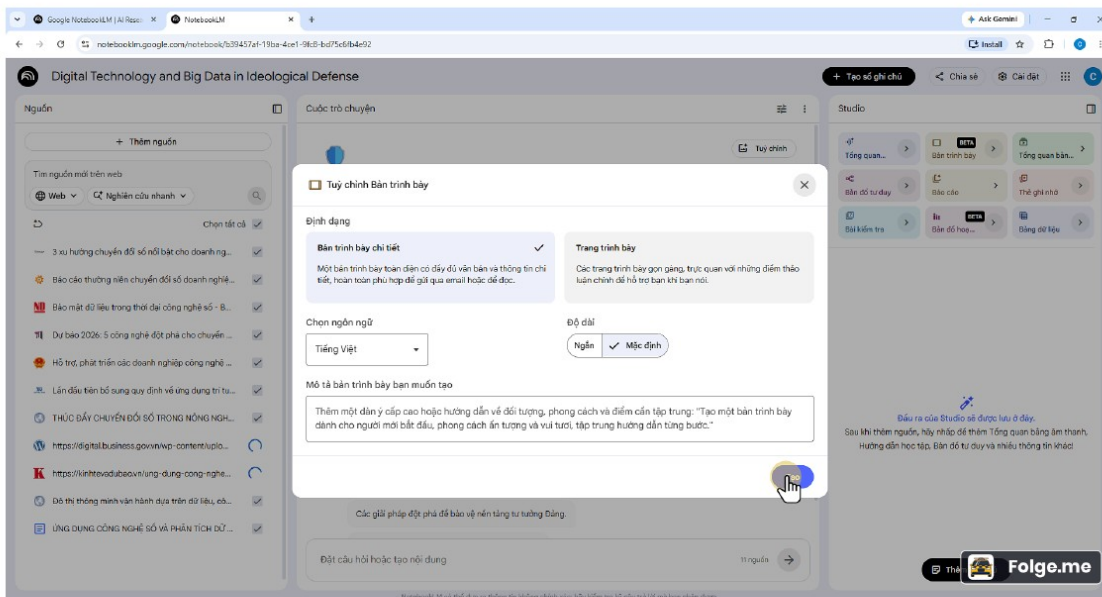 Google NotebookLM | AI Resea
NotebookLM
Ask Gemini
notebooklm.google.com/notebook/b39457af-19ba-4ce1-9fc8-bd75c6fb4e92
Install
Digital Technology and Big Data in Ideological Defense
+ Tạo sổ ghi chú
Chia sẻ
Cài đặt
C
Nguồn
Cuộc trò chuyện
Studio
+ Thêm nguồn
Tìm nguồn mới trên web
Web
Nghiên cứu nhanh
Chọn tất cả
3 xu hướng chuyển đổi số nổi bật cho doanh ng...
Báo cáo thường niên chuyển đổi số doanh nghiệ...
Bảo mật dữ liệu trong thời đại công nghệ số - B...
Dự báo 2026: 5 công nghệ đột phá cho chuyển ...
Hỗ trợ, phát triển các doanh nghiệp công nghệ ...
Lần đầu tiên bổ sung quy định về ứng dụng trí tu...
THÚC ĐẨY CHUYỂN ĐỔI SỐ TRONG NÔNG NGH...
https://digital.business.gov.vn/wp-content/uplo...
https://kinhtevadubao.vn/ung-dung-cong-nghe...
Đô thị thông minh vận hành dựa trên dữ liệu, cô...
ỨNG DỤNG CÔNG NGHỆ SỐ VÀ PHÂN TÍCH DỮ ...
Tuỳ chỉnh
Tuỳ chỉnh Bản trình bày
Định dạng
Bản trình bày chi tiết
Một bản trình bày toàn diện có đầy đủ văn bản và thông tin chi
tiết, hoàn toàn phù hợp để gửi qua email hoặc để đọc.
Trang trình bày
Các trang trình bày gọn gàng, trực quan với những điểm thảo
luận chính để hỗ trợ bạn khi bạn nói.
Chọn ngôn ngữ
Tiếng Việt
Độ dài
Ngắn
Mặc định
Mô tả bản trình bày bạn muốn tạo
Thêm một dàn ý cấp cao hoặc hướng dẫn về đối tượng, phong cách và điểm cần tập trung: "Tạo một bản trình bày
dành cho người mới bắt đầu, phong cách ấn tượng và vui tươi, tập trung hướng dẫn từng bước."
Các giải pháp đột phá để bảo vệ nền tảng tư tưởng Đảng.
Đặt câu hỏi hoặc tạo nội dung
11 nguồn
Tổng quan...
BETA
Bản trình bày
Tổng quan bằn...
Bản đồ tư duy
Báo cáo
Thẻ ghi nhớ
Bài kiểm tra
BETA
Bản đồ hoạ...
Bảng dữ liệu
Đầu ra của Studio sẽ được lưu ở đây.
Sau khi thêm nguồn, hãy nhấp để thêm Tổng quan bằng âm thanh,
Hướng dẫn học tập, Bản đồ tư duy và nhiều thông tin khác!
Folge.me